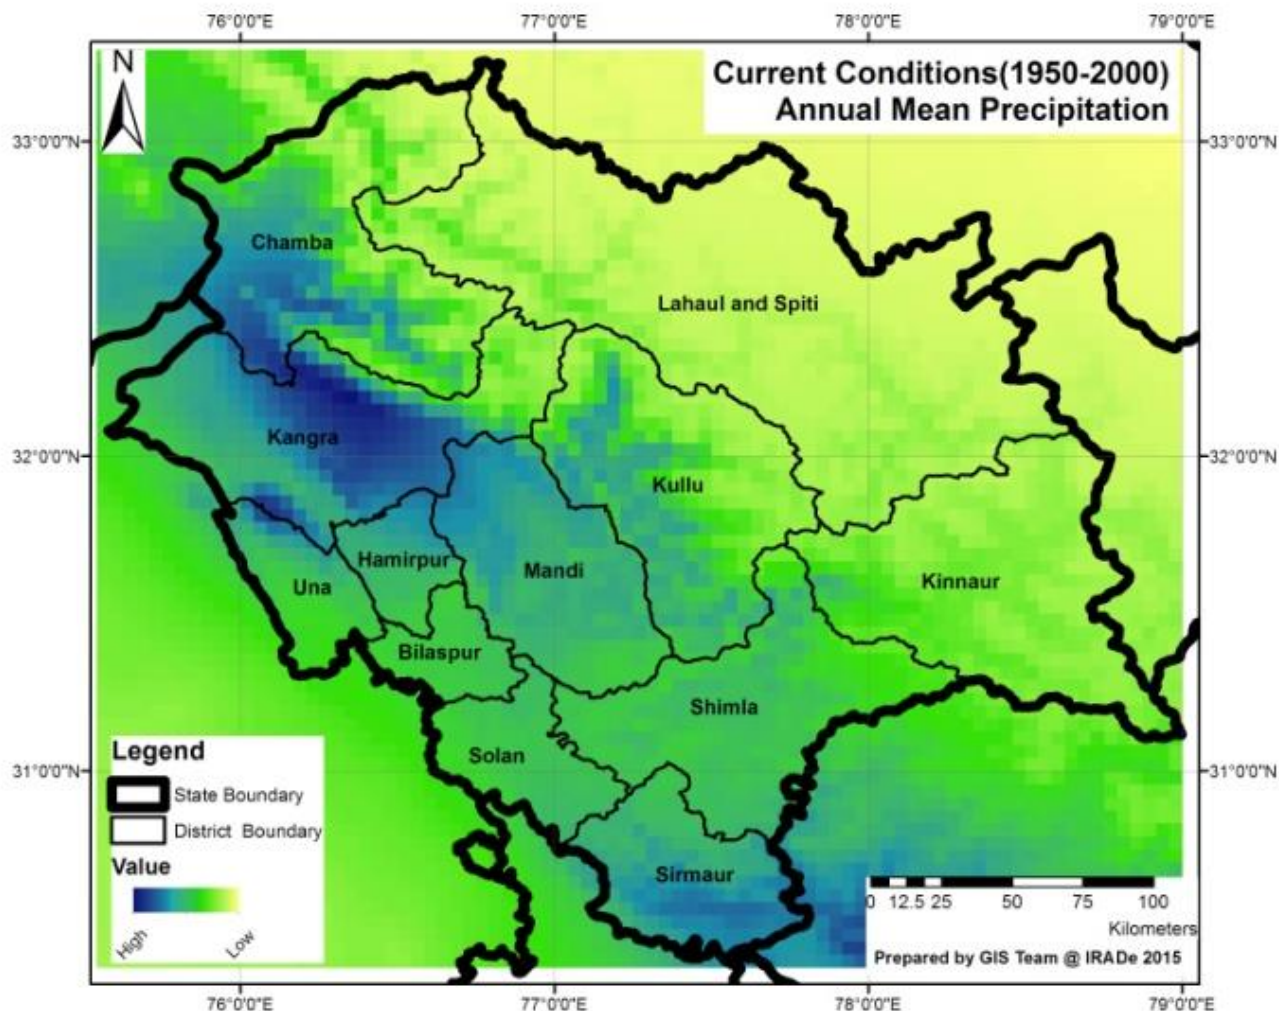 76°0'0"E 77°0'0"E 78°0'0"E 79°0'0"E
N
Current Conditions(1950-2000)
Annual Mean Precipitation
33°0'0"N 33°0'0"N
Chamba
Lahaul and Spiti
Kangra
32°0'0"N 32°0'0"N
Kullu
Hamirpur
Mandi
Una
Kinnaur
Bilaspur
Shimla
Solan
31°0'0"N 31°0'0"N
Sirmaur
Legend
State Boundary
District Boundary
Value
High Low
0 12.5 25 50 75 100
Kilometers
Prepared by GIS Team @ IRADe 2015
76°0'0"E 77°0'0"E 78°0'0"E 79°0'0"E